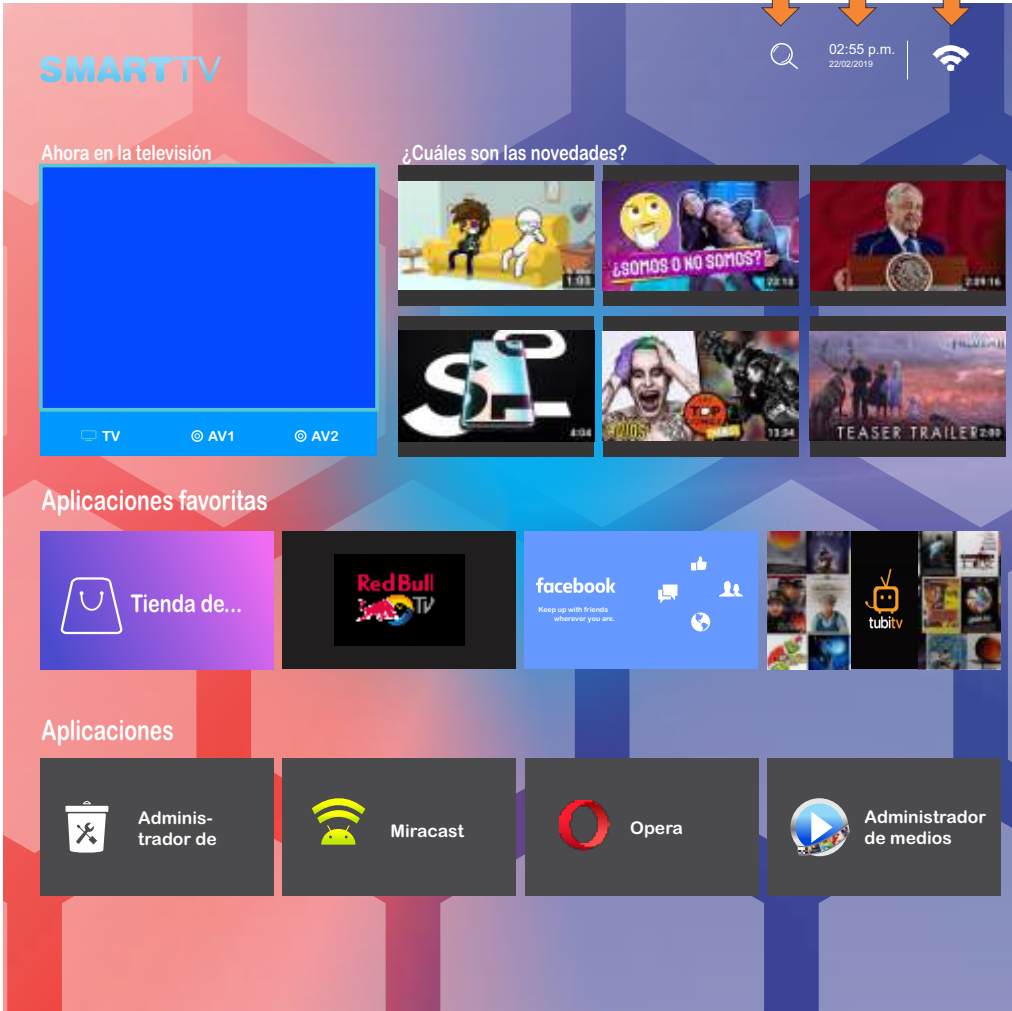 SMARTTV
02:55 p.m.
22/02/2019
Ahora en la televisión
¿Cuáles son las novedades?
1:03
¿SOMOS O NO SOMOS?
22:18
2:09:16
TV
AV1
AV2
4:04
TOP
13:34
TEASER TRAILER
2:00
Aplicaciones favoritas
Tienda de...
Red Bull
TV
facebook
Keep up with friends
wherever you are.
tubitv
Aplicaciones
Adminis-
trador de
Miracast
Opera
Administrador
de medios